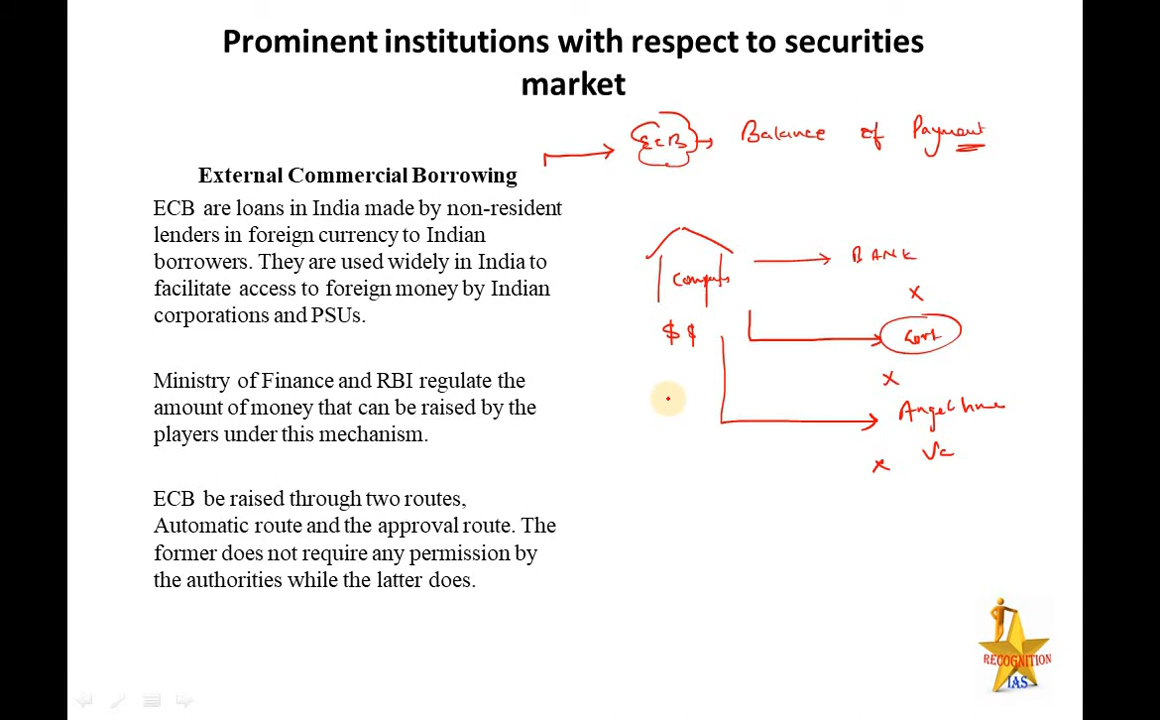 Prominent institutions with respect to securities
market
ECB → Balance of Payment
External Commercial Borrowing
ECB are loans in India made by non-resident
lenders in foreign currency to Indian
borrowers. They are used widely in India to
facilitate access to foreign money by Indian
corporations and PSUs.
Ministry of Finance and RBI regulate the
amount of money that can be raised by the
players under this mechanism.
ECB be raised through two routes,
Automatic route and the approval route. The
former does not require any permission by
the authorities while the latter does.
BANK
x
$ $
x
Angel
Vc
x
RECOGNITION
IAS